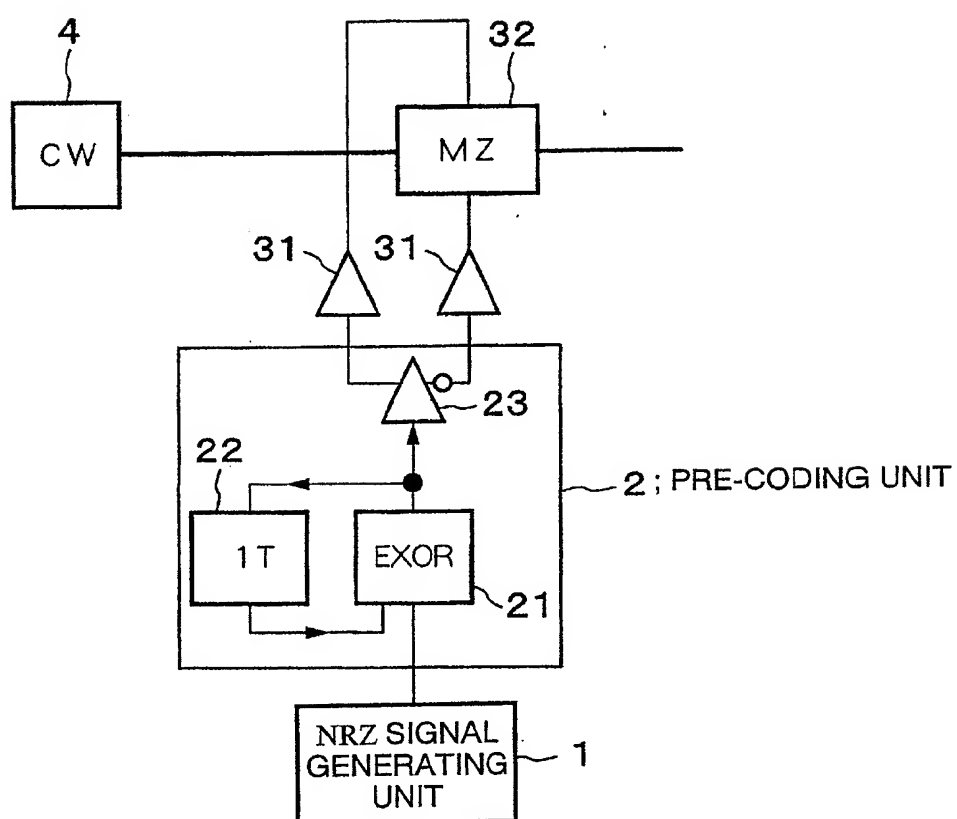 4
32
CW
MZ
31
31
23
22
2 ; PRE-CODING UNIT
1T
EXOR
21
NRZ SIGNAL
GENERATING
UNIT
1